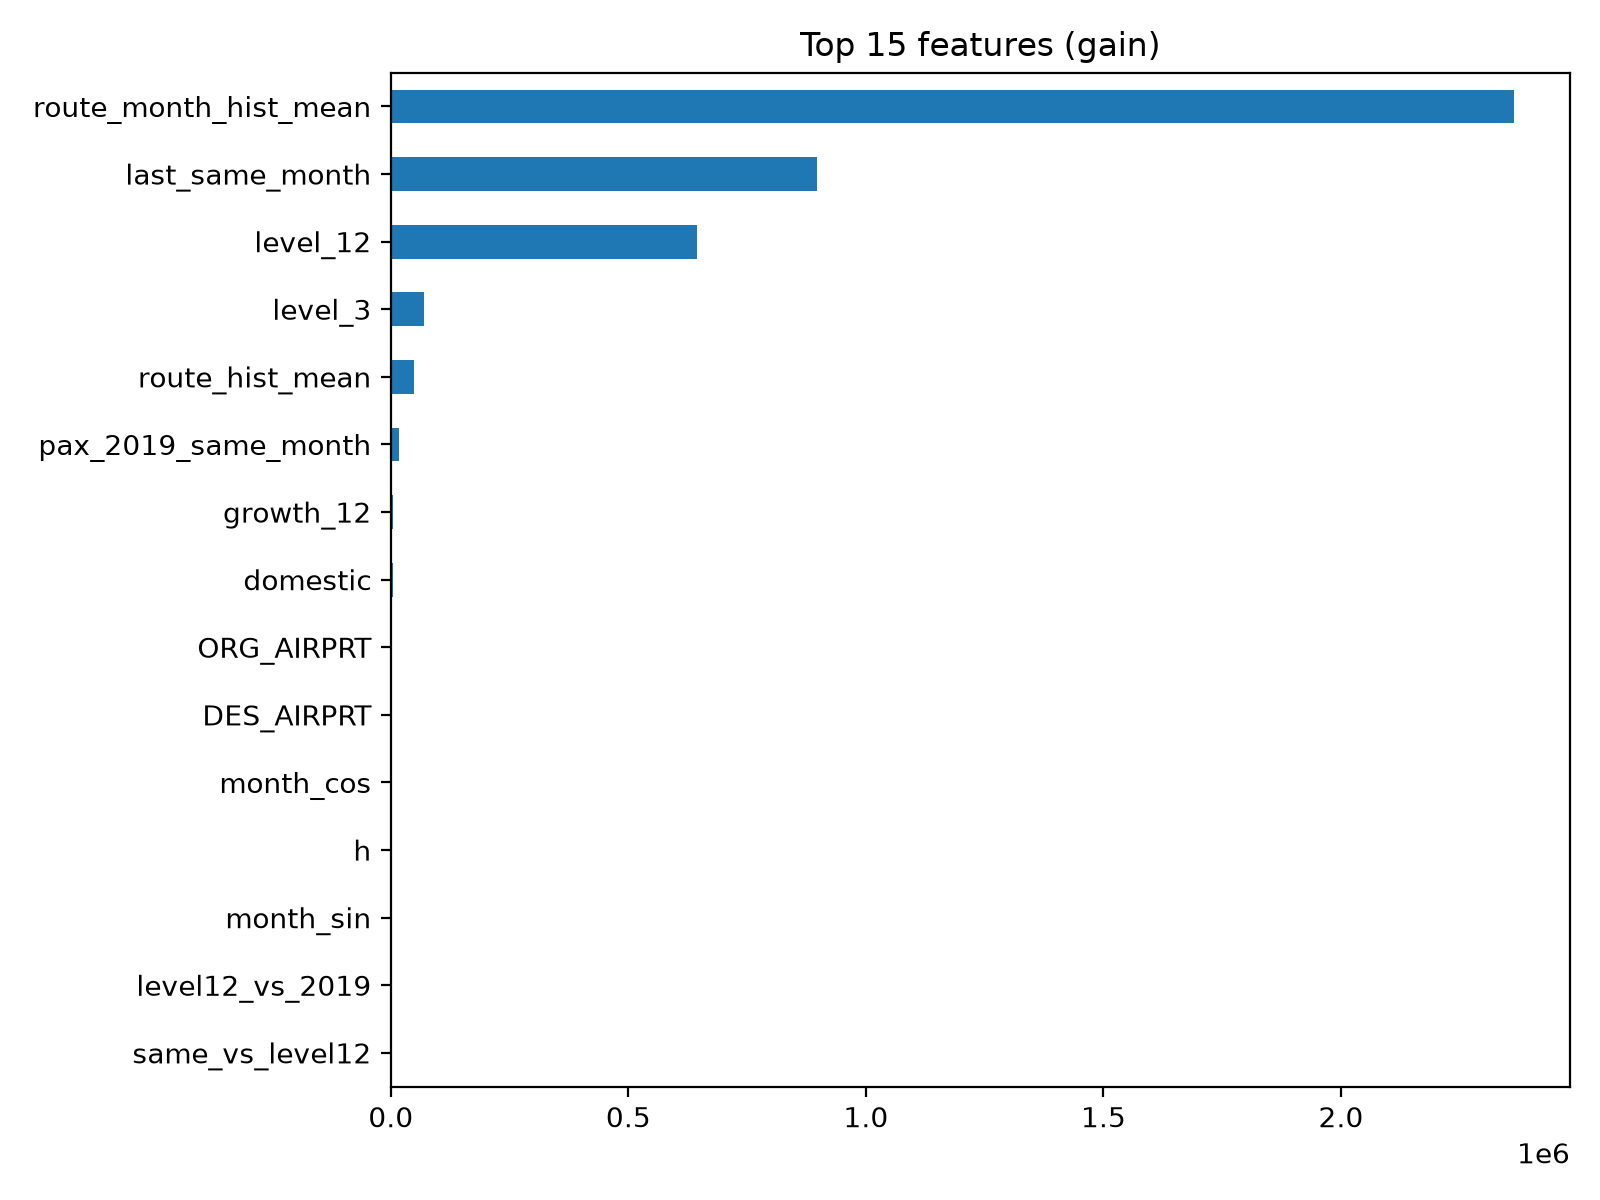 Top 15 features (gain)
route_month_hist_mean
last_same_month
level_12
level_3
route_hist_mean
pax_2019_same_month
growth_12
domestic
ORG_AIRPRT
DES_AIRPRT
month_cos
h
month_sin
level12_vs_2019
same_vs_level12
0.0 0.5 1.0 1.5 2.0
1e6